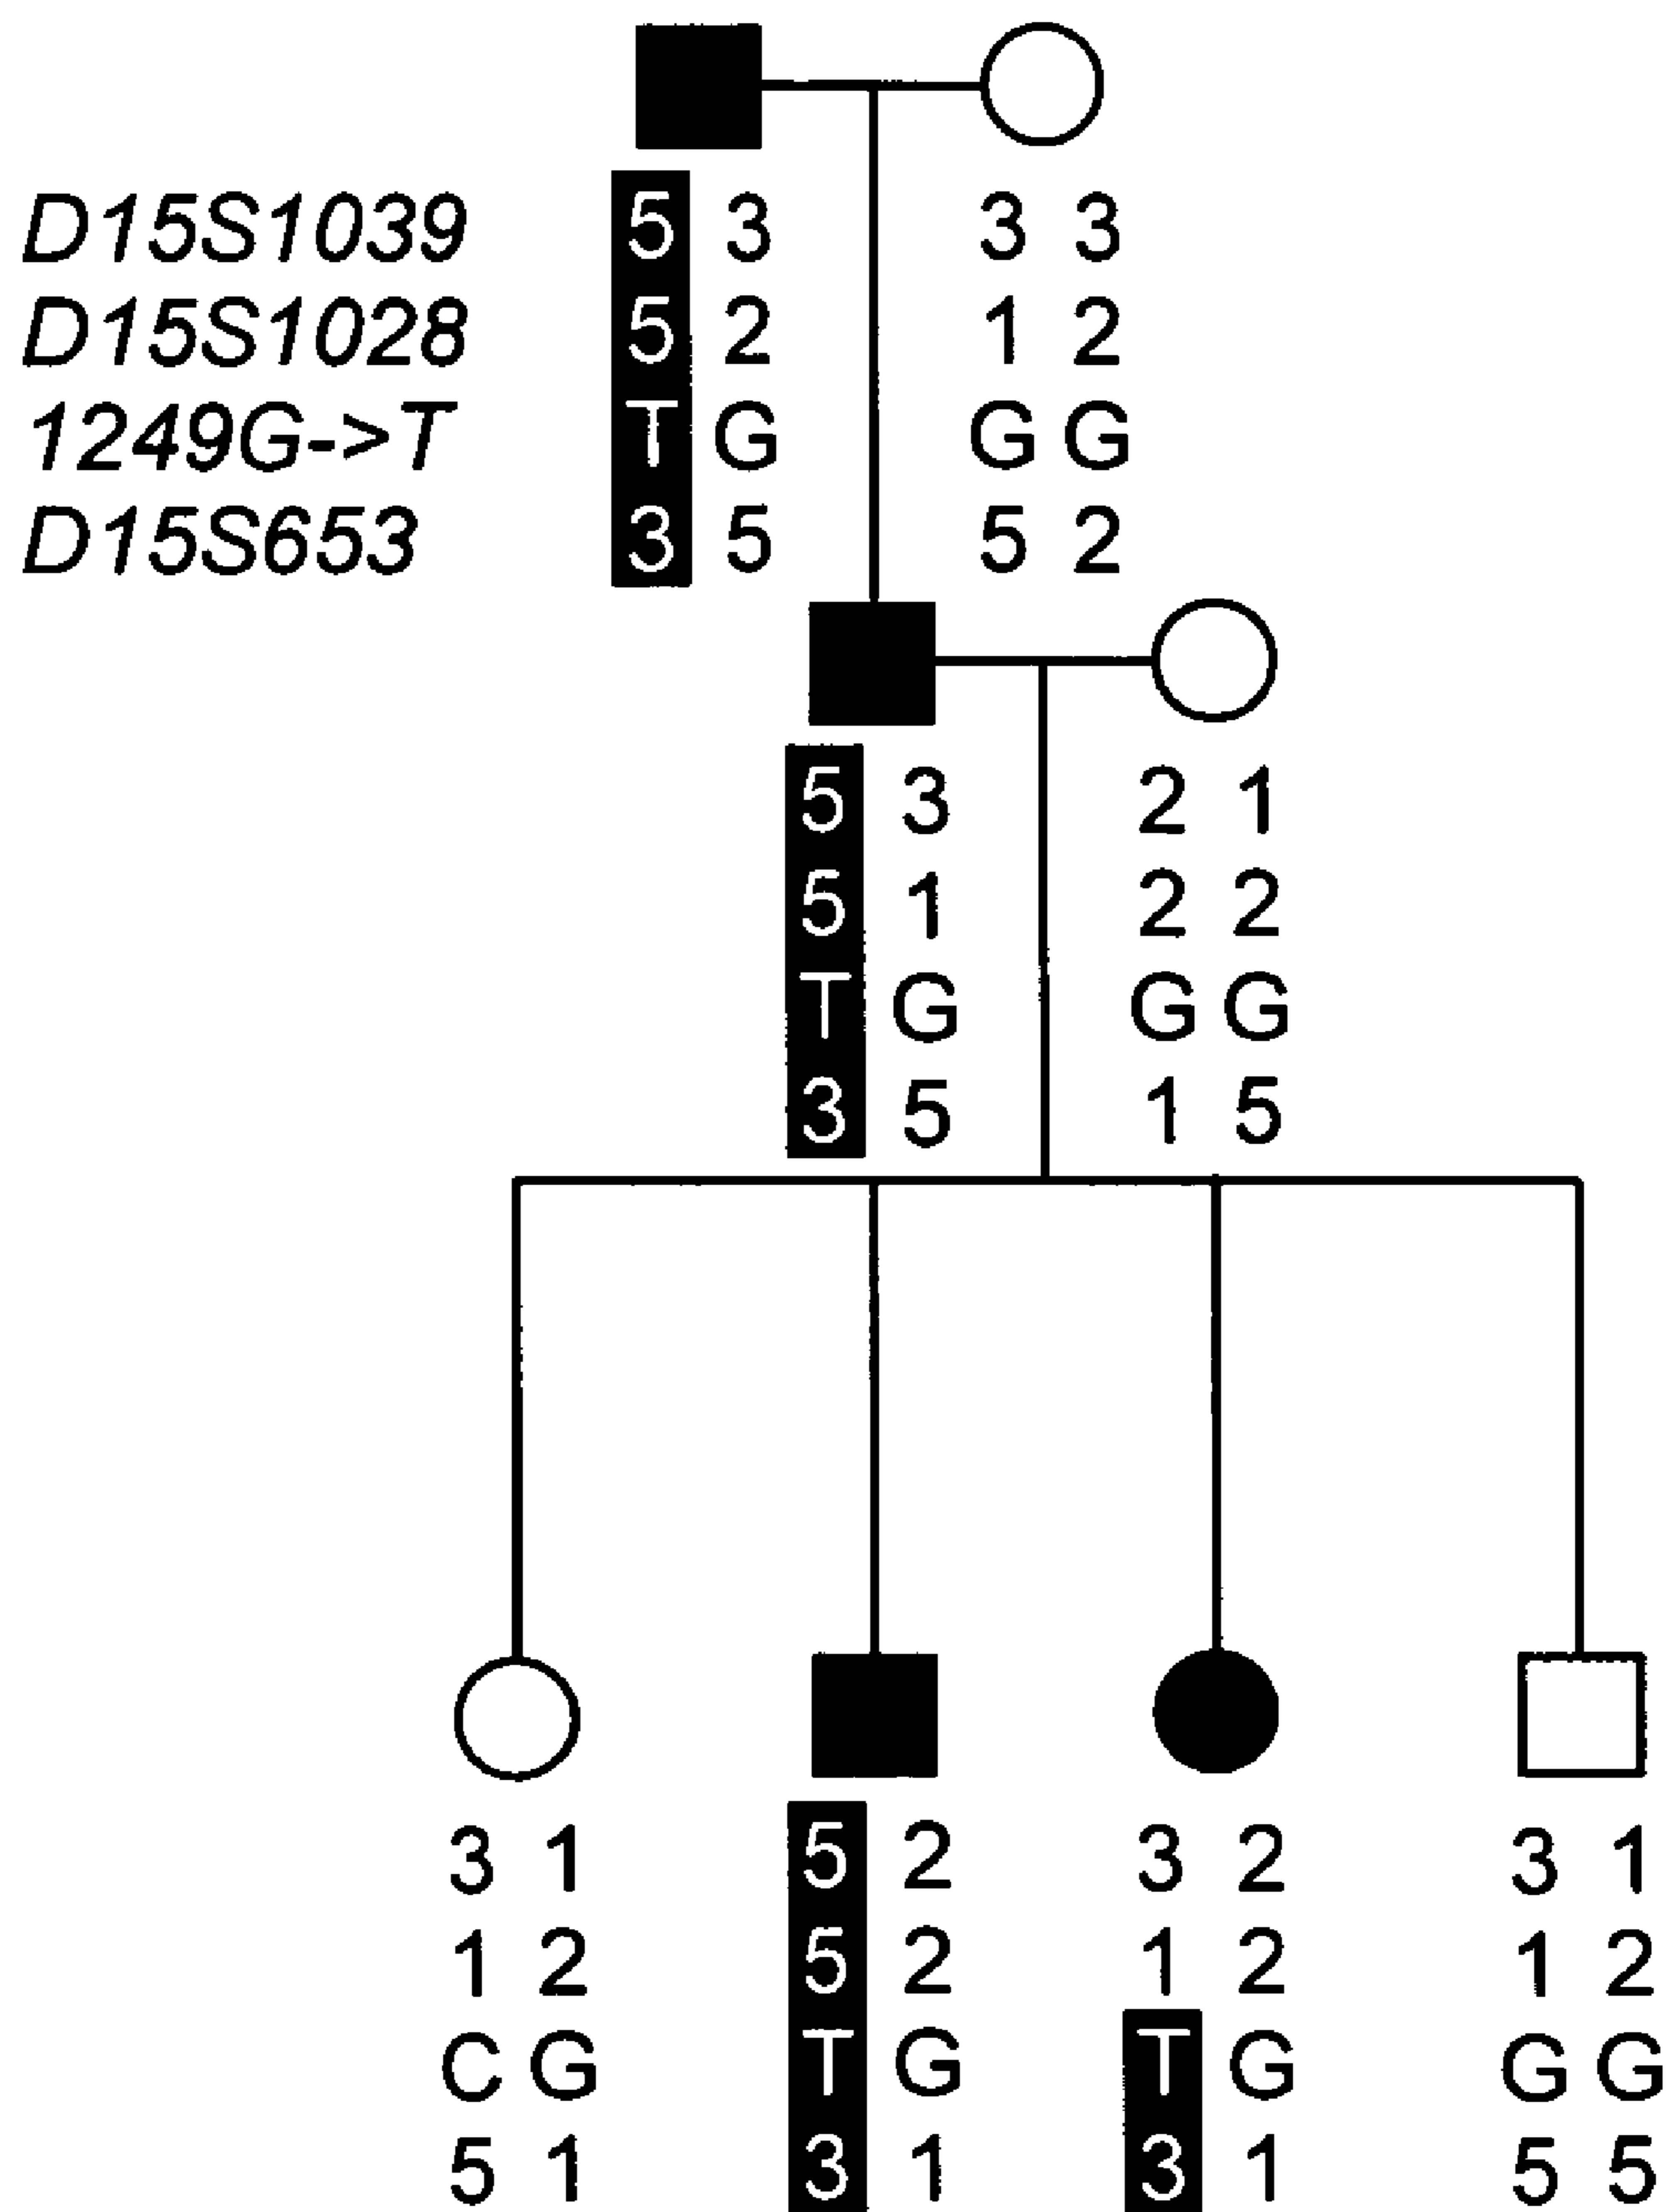 D15S1039 5 3 3 3
D15S1028 5 2 1 2
1249G->T T G G G
D15S653 3 5 5 2
5 3 2 1
5 1 2 2
T G G G
3 5 1 5
3 1 5 2 3 2 3 1
1 2 5 2 1 2 1 2
C G T G T G G G
5 1 3 1 3 1 5 5